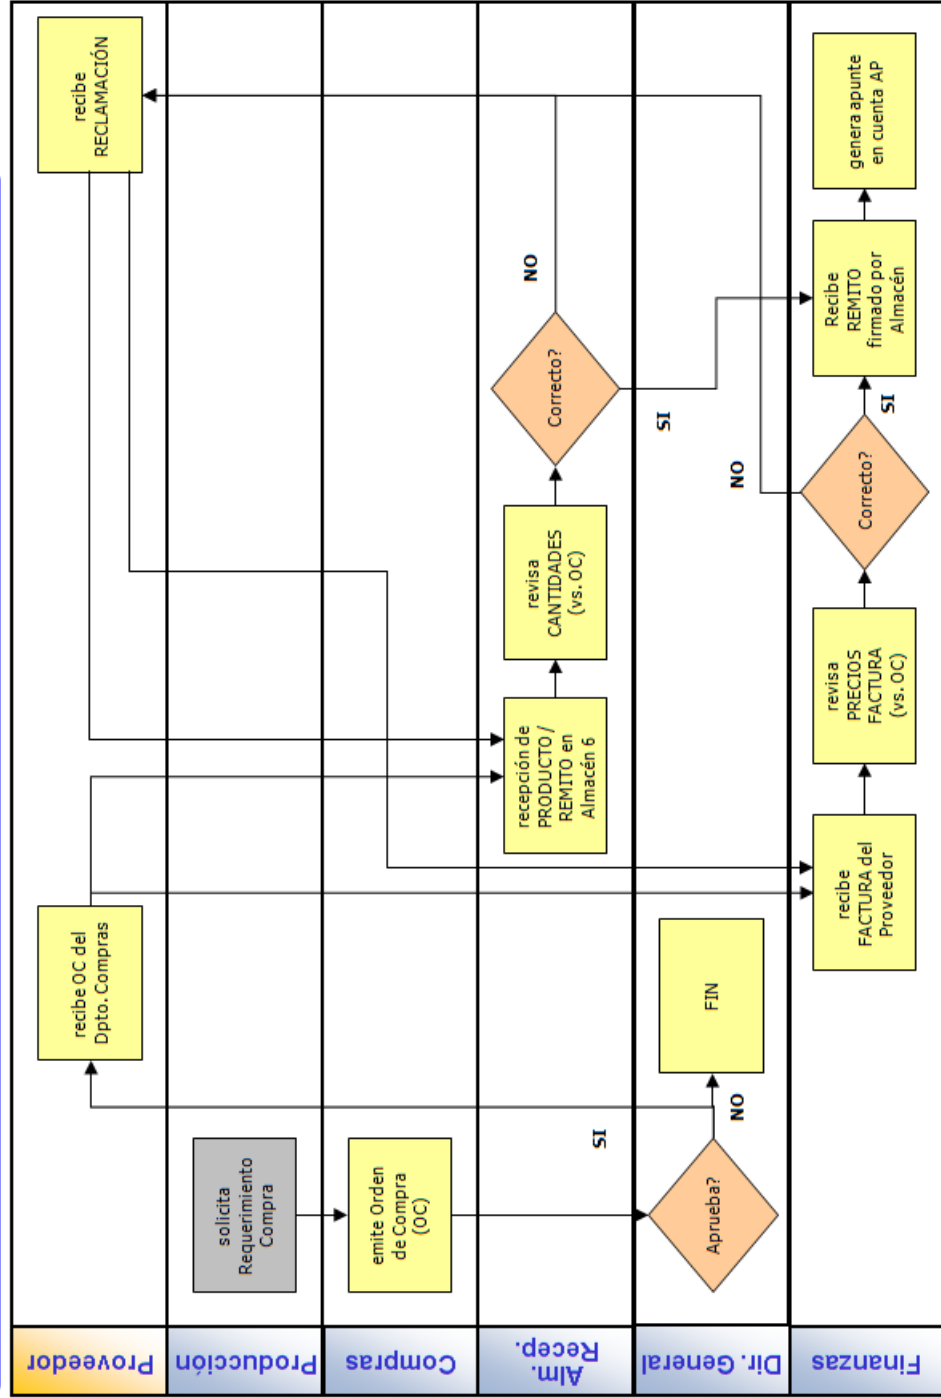 Proveedor
recibe OC del
Dpto. Compras
recibe
RECLAMACIÓN
Producción
solicita
Requerimiento
Compra
Compras
emite Orden
de Compra
(OC)
Alm.
Recep.
SI
recepción de
PRODUCTO /
REMITO en
Almacén 6
revisa
CANTIDADES
(vs. OC)
Correcto?
NO
SI
Dir. General
Aprueba?
NO
FIN
NO
Finanzas
recibe
FACTURA del
Proveedor
revisa
PRECIOS
FACTURA
(vs. OC)
Correcto?
SI
Recibe
REMITO
firmado por
Almacén
genera apunte
en cuenta AP